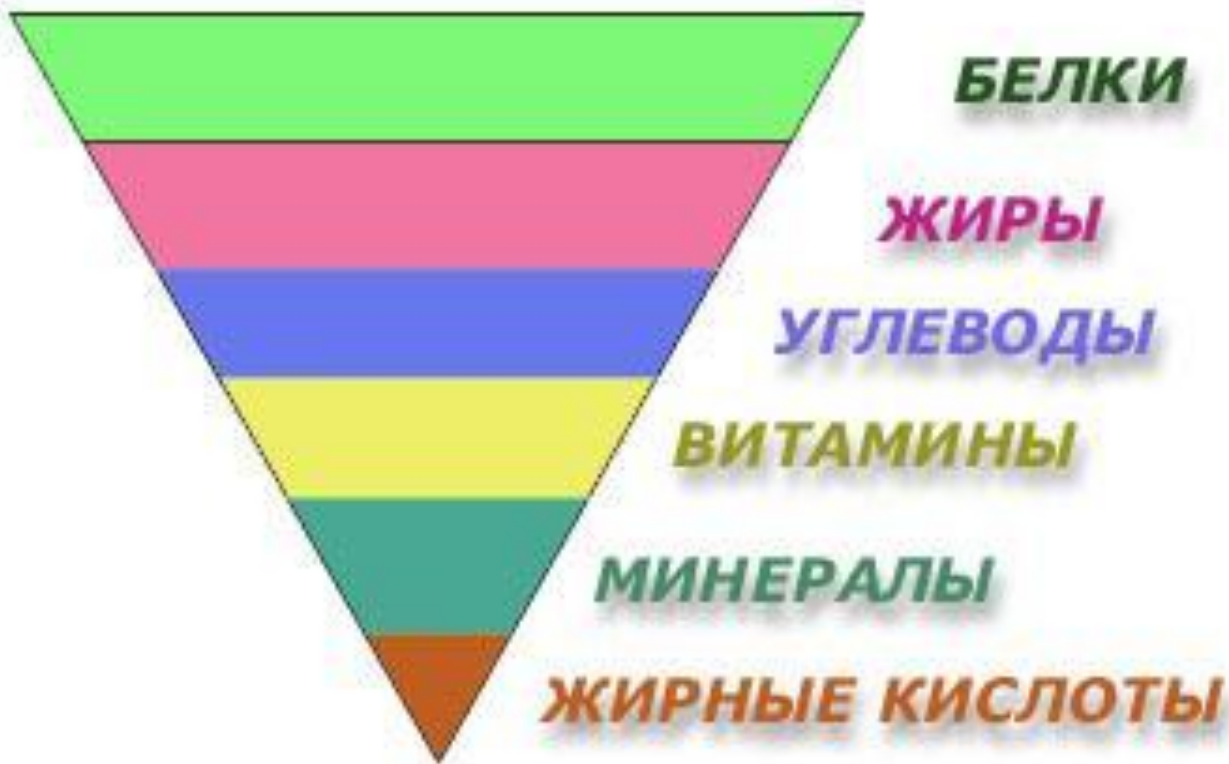 БЕЛКИ
ЖИРЫ
УГЛЕВОДЫ
ВИТАМИНЫ
МИНЕРАЛЫ
ЖИРНЫЕ КИСЛОТЫ